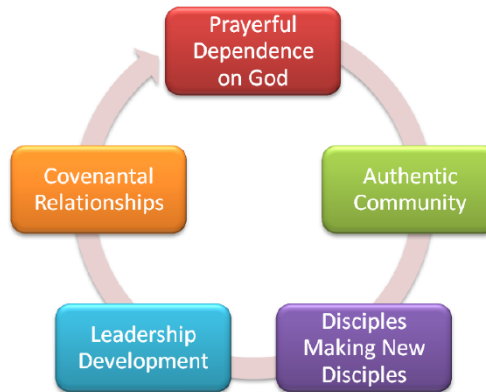 Prayerful
Dependence
on God
Authentic
Community
Disciples
Making New
Disciples
Leadership
Development
Covenantal
Relationships